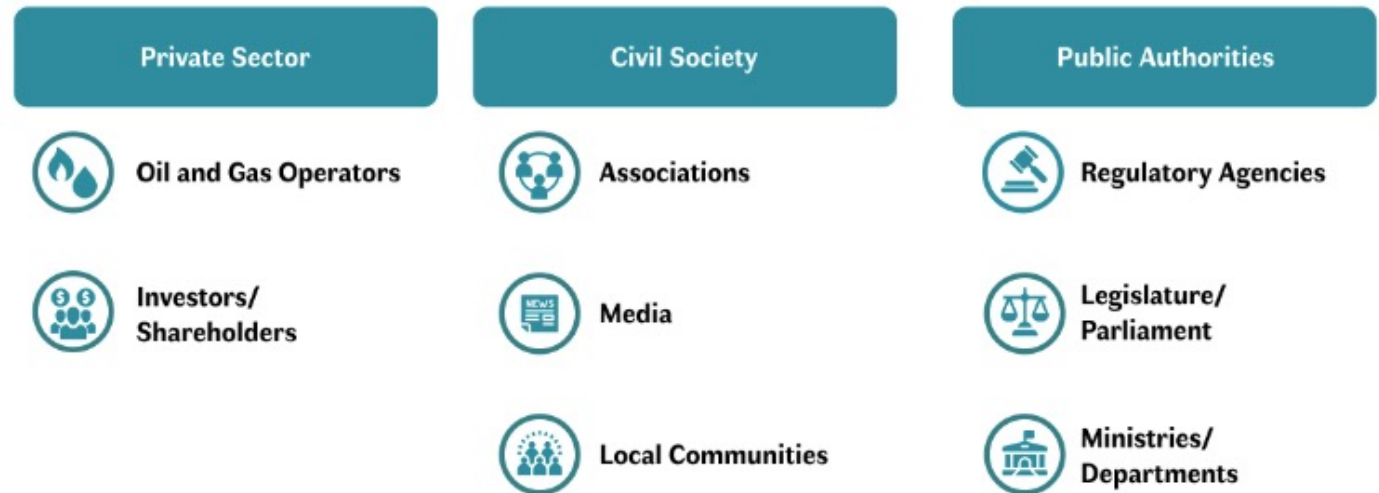 Private Sector
Oil and Gas Operators
Investors/
Shareholders
Civil Society
Associations
NEWS
Media
Local Communities
Public Authorities
Regulatory Agencies
Legislature/
Parliament
Ministries/
Departments